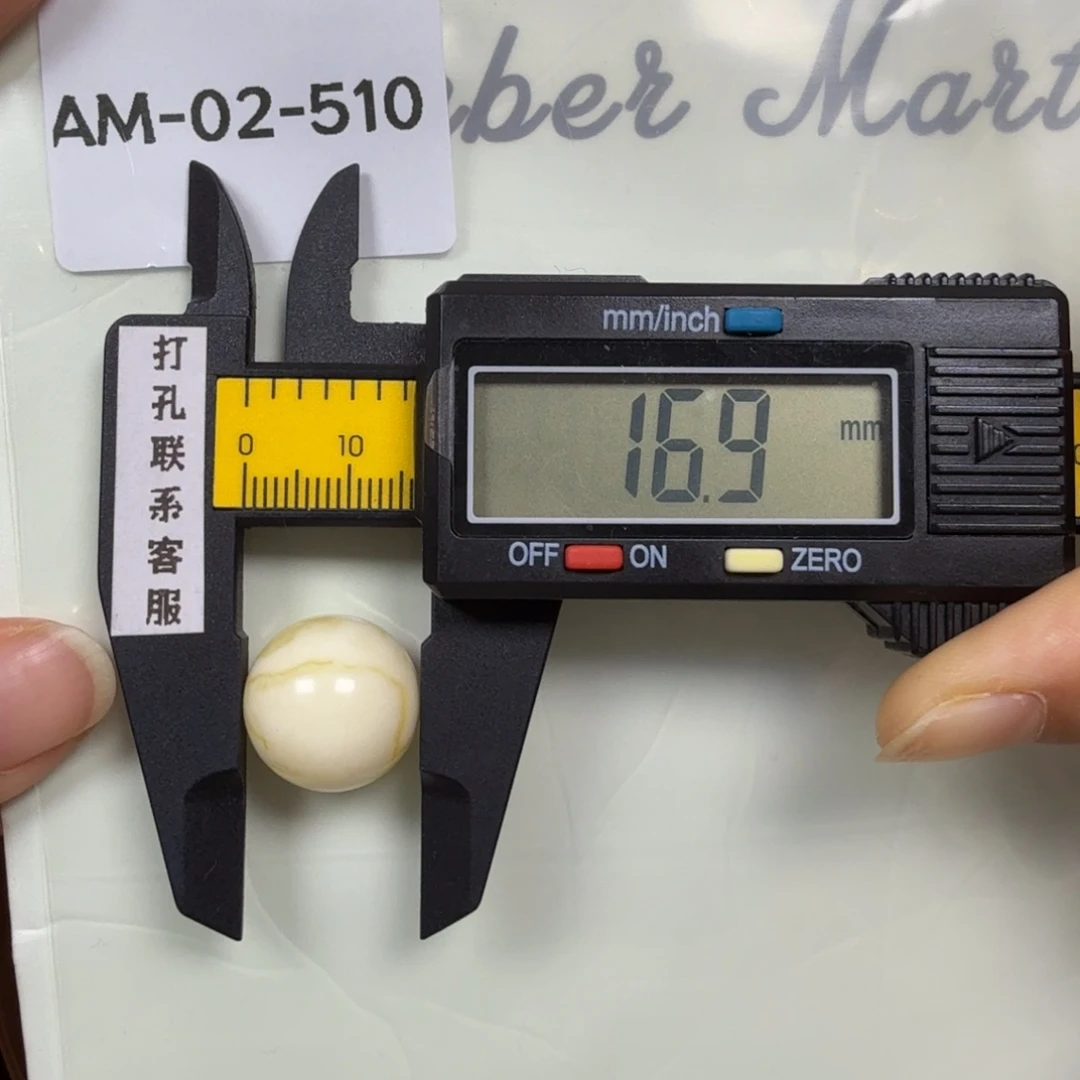 AM-02-510
ber Mart
mm/inch
打孔联系客服
0 10
16.9 mm
OFF ON ZERO